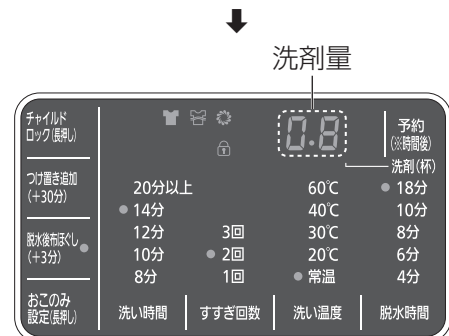 洗剤量
チャイルド
ロック(長押し)
0.8
予約
(※時間後)
洗剤(杯)
つけ置き追加
(+30分)
20分以上
60℃
18分
14分
40℃
10分
脱水後布ほぐし
(+3分)
12分
3回
30℃
8分
10分
2回
20℃
6分
8分
1回
常温
4分
おこのみ
設定(長押し)
洗い時間
すすぎ回数
洗い温度
脱水時間